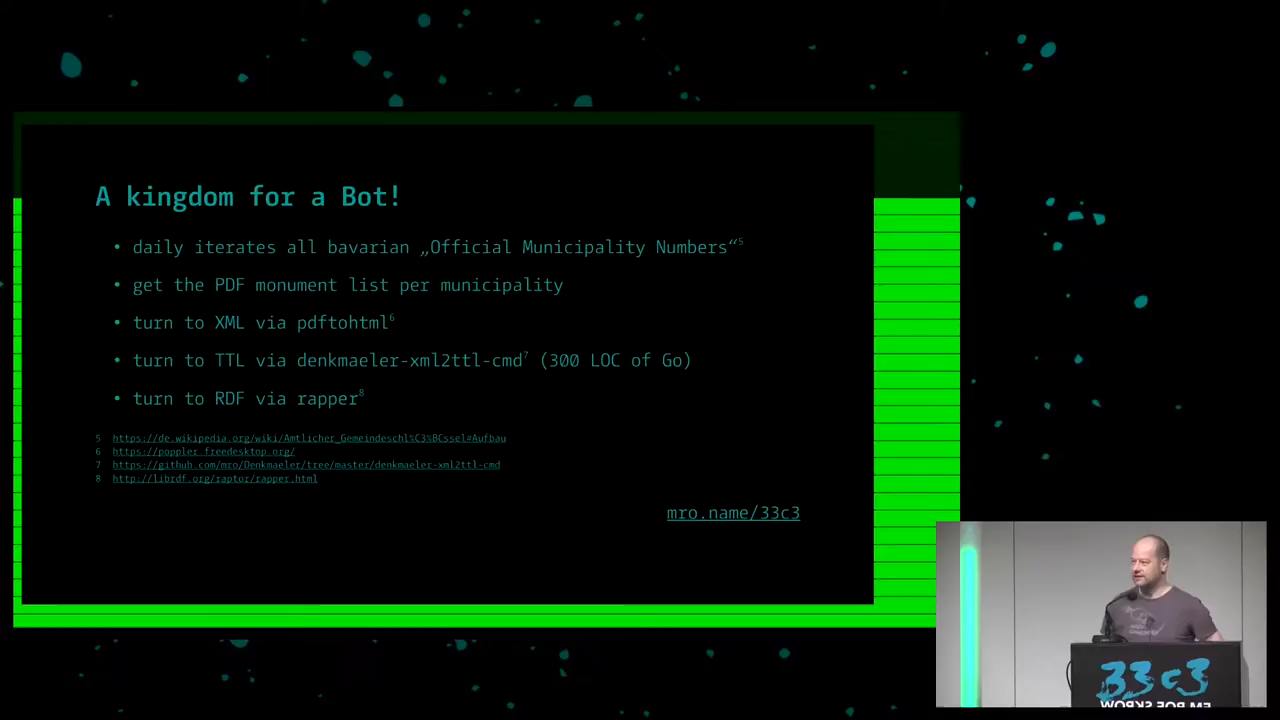 A kingdom for a Bot!
• daily iterates all bavarian „Official Municipality Numbers“5
• get the PDF monument list per municipality
• turn to XML via pdftohtml6
• turn to TTL via denkmaeler-xml2ttl-cmd7 (300 LOC of Go)
• turn to RDF via rapper8
5 https://de.wikipedia.org/wiki/Amtlicher_Gemeindeschl%C3%BCssel#Aufbau
6 https://poppler.freedesktop.org/
7 https://github.com/mro/Denkmaeler/tree/master/denkmaeler-xml2ttl-cmd
8 http://librdf.org/raptor/rapper.html
mro.name/33c3
33c3